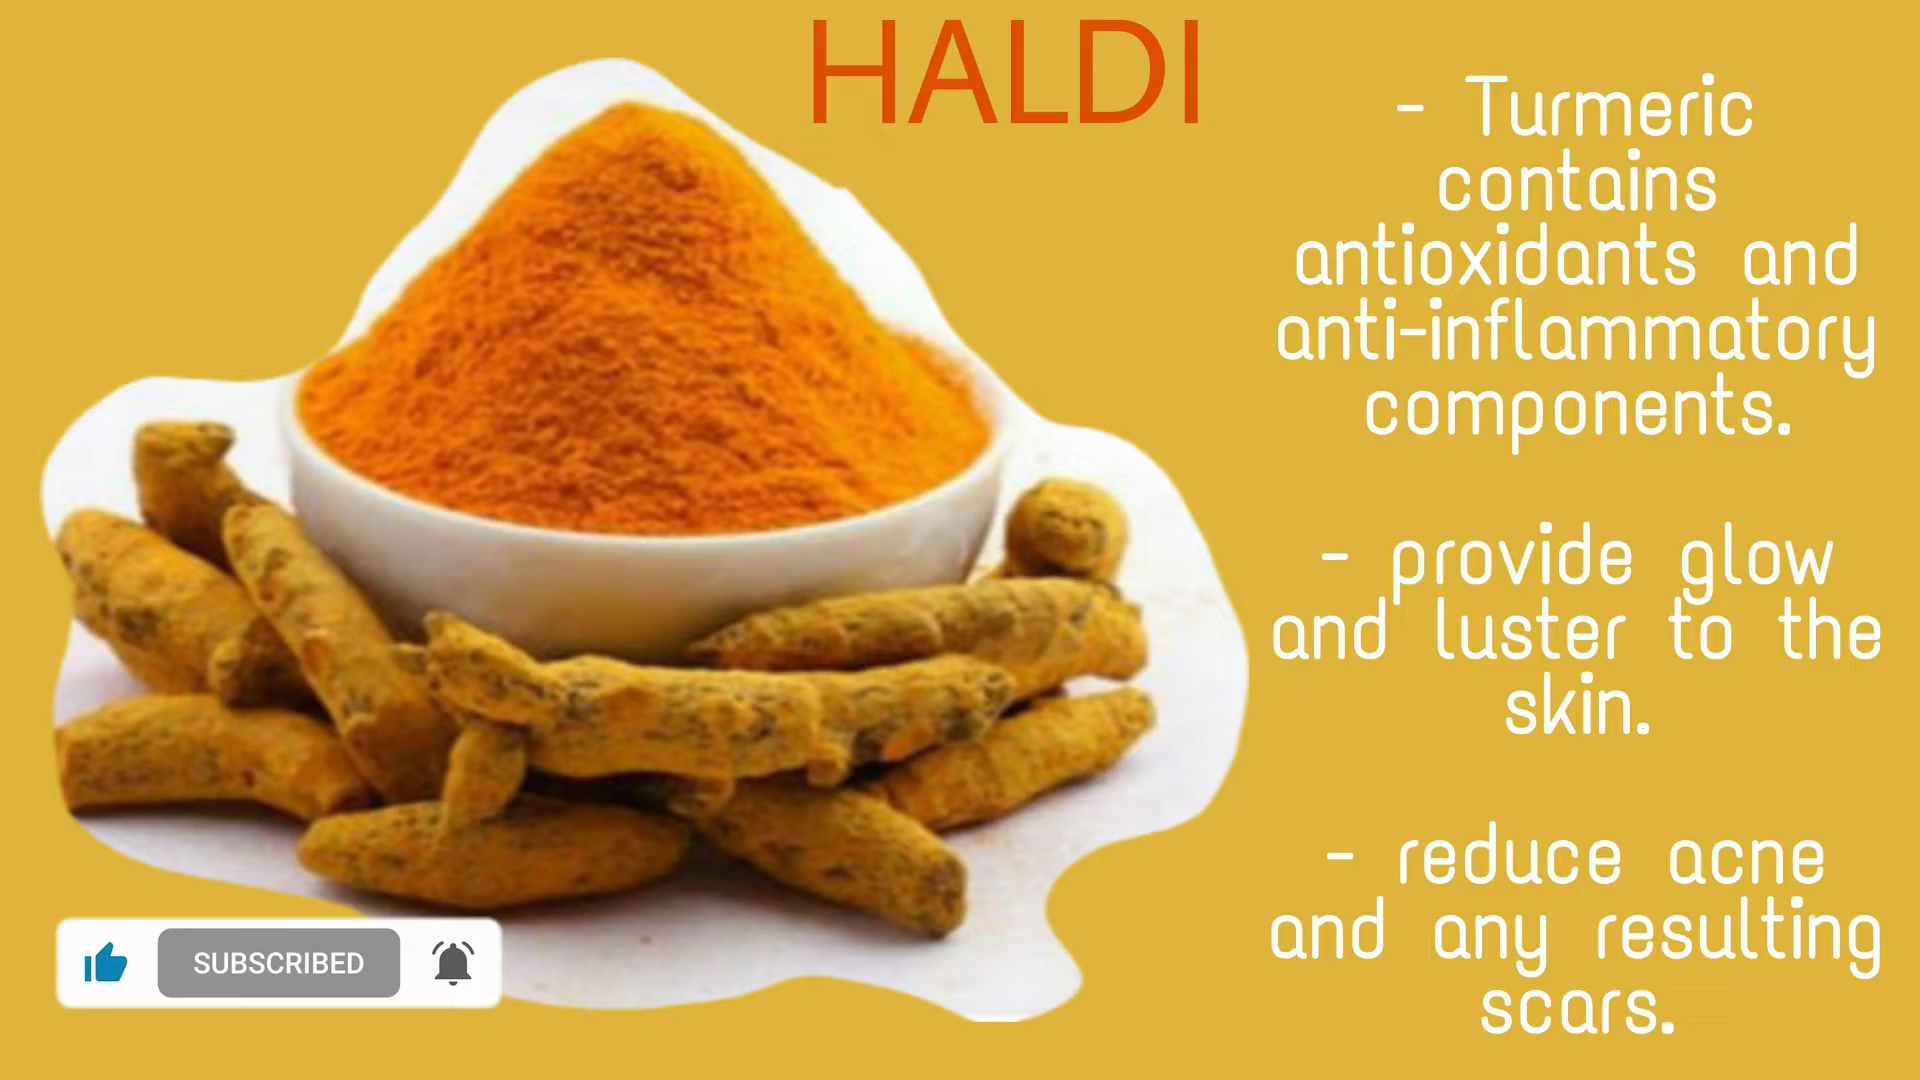 HALDI
- Turmeric
contains
antioxidants and
anti-inflammatory
components.
- provide glow
and luster to the
skin.
- reduce acne
and any resulting
scars.
SUBSCRIBED